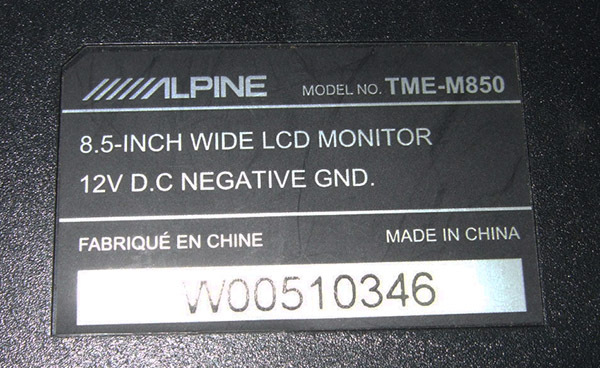 ALPINE MODEL NO. TME-M850
8.5-INCH WIDE LCD MONITOR
12V D.C NEGATIVE GND.
FABRIQUÉ EN CHINE MADE IN CHINA
W00510346